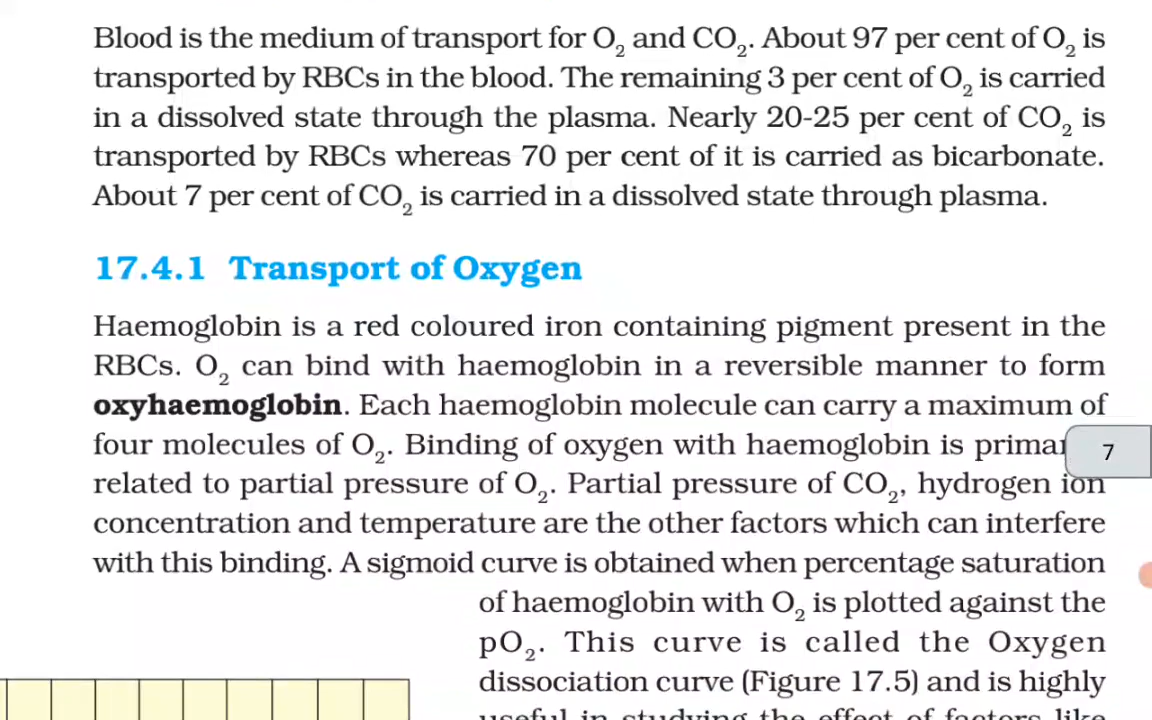 Blood is the medium of transport for O₂ and CO₂. About 97 per cent of O₂ is
transported by RBCs in the blood. The remaining 3 per cent of O₂ is carried
in a dissolved state through the plasma. Nearly 20-25 per cent of CO₂ is
transported by RBCs whereas 70 per cent of it is carried as bicarbonate.
About 7 per cent of CO₂ is carried in a dissolved state through plasma.
17.4.1 Transport of Oxygen
Haemoglobin is a red coloured iron containing pigment present in the
RBCs. O₂ can bind with haemoglobin in a reversible manner to form
oxyhaemoglobin. Each haemoglobin molecule can carry a maximum of
four molecules of O₂. Binding of oxygen with haemoglobin is
7
related to partial pressure of O₂. Partial pressure of CO₂, hydrogen ion
concentration and temperature are the other factors which can interfere
with this binding. A sigmoid curve is obtained when percentage saturation
of haemoglobin with O₂ is plotted against the
pO₂. This curve is called the Oxygen
dissociation curve (Figure 17.5) and is highly
useful in studying the effect of factors like